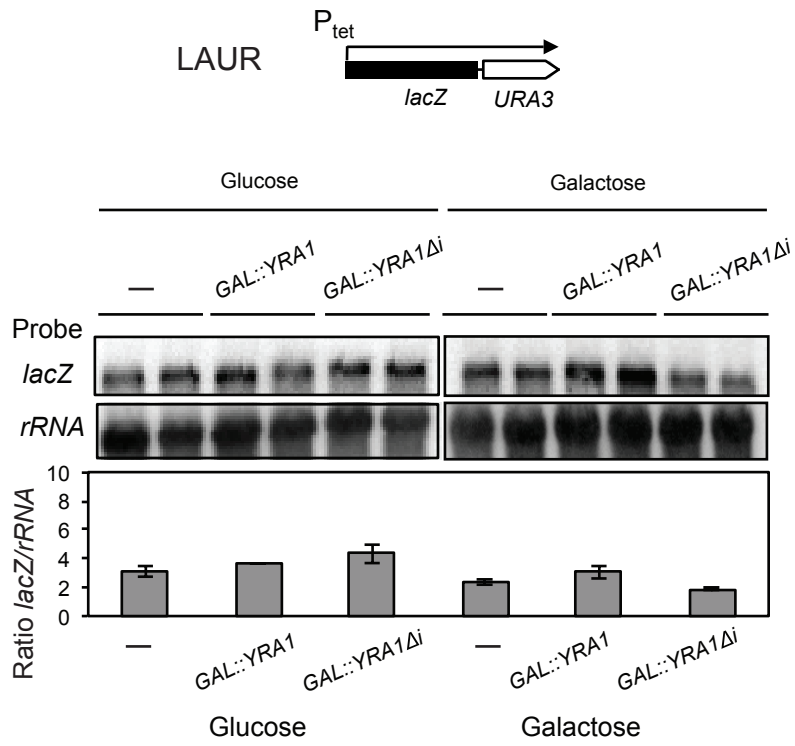 P_tet
LAUR
lacZ URA3
Glucose Galactose
— GAL::YRA1 GAL::YRA1Δi — GAL::YRA1 GAL::YRA1Δi
Probe
lacZ
rRNA
Ratio lacZ/rRNA
10
8
6
4
2
0
— GAL::YRA1 GAL::YRA1Δi — GAL::YRA1 GAL::YRA1Δi
Glucose Galactose